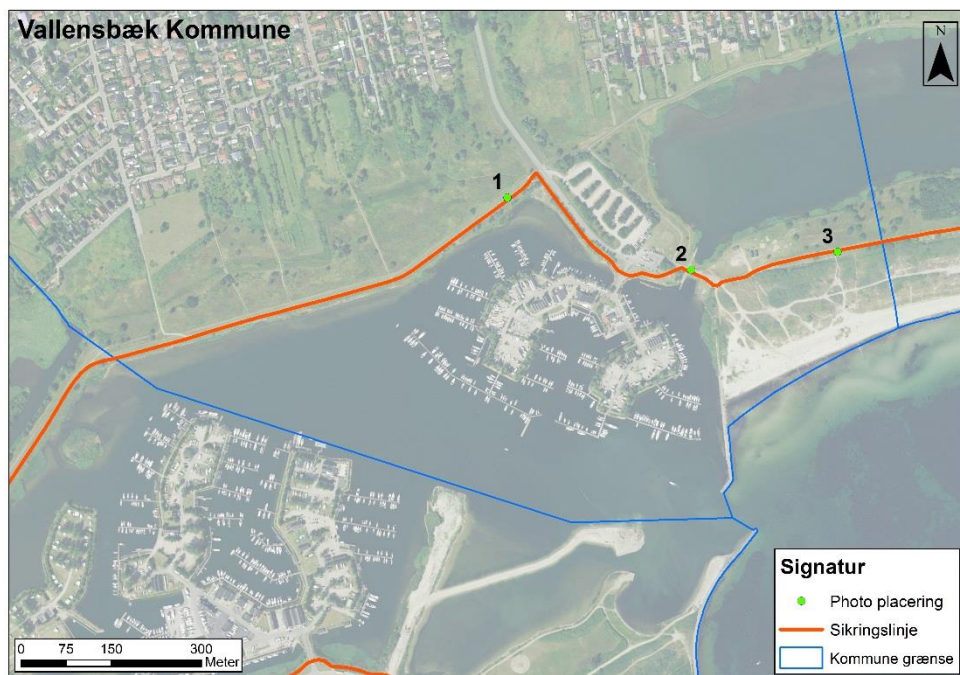 Vallensbæk Kommune
N
1
2
3
Signatur
Photo placering
Sikringslinje
Kommune grænse
0 75 150 300
Meter